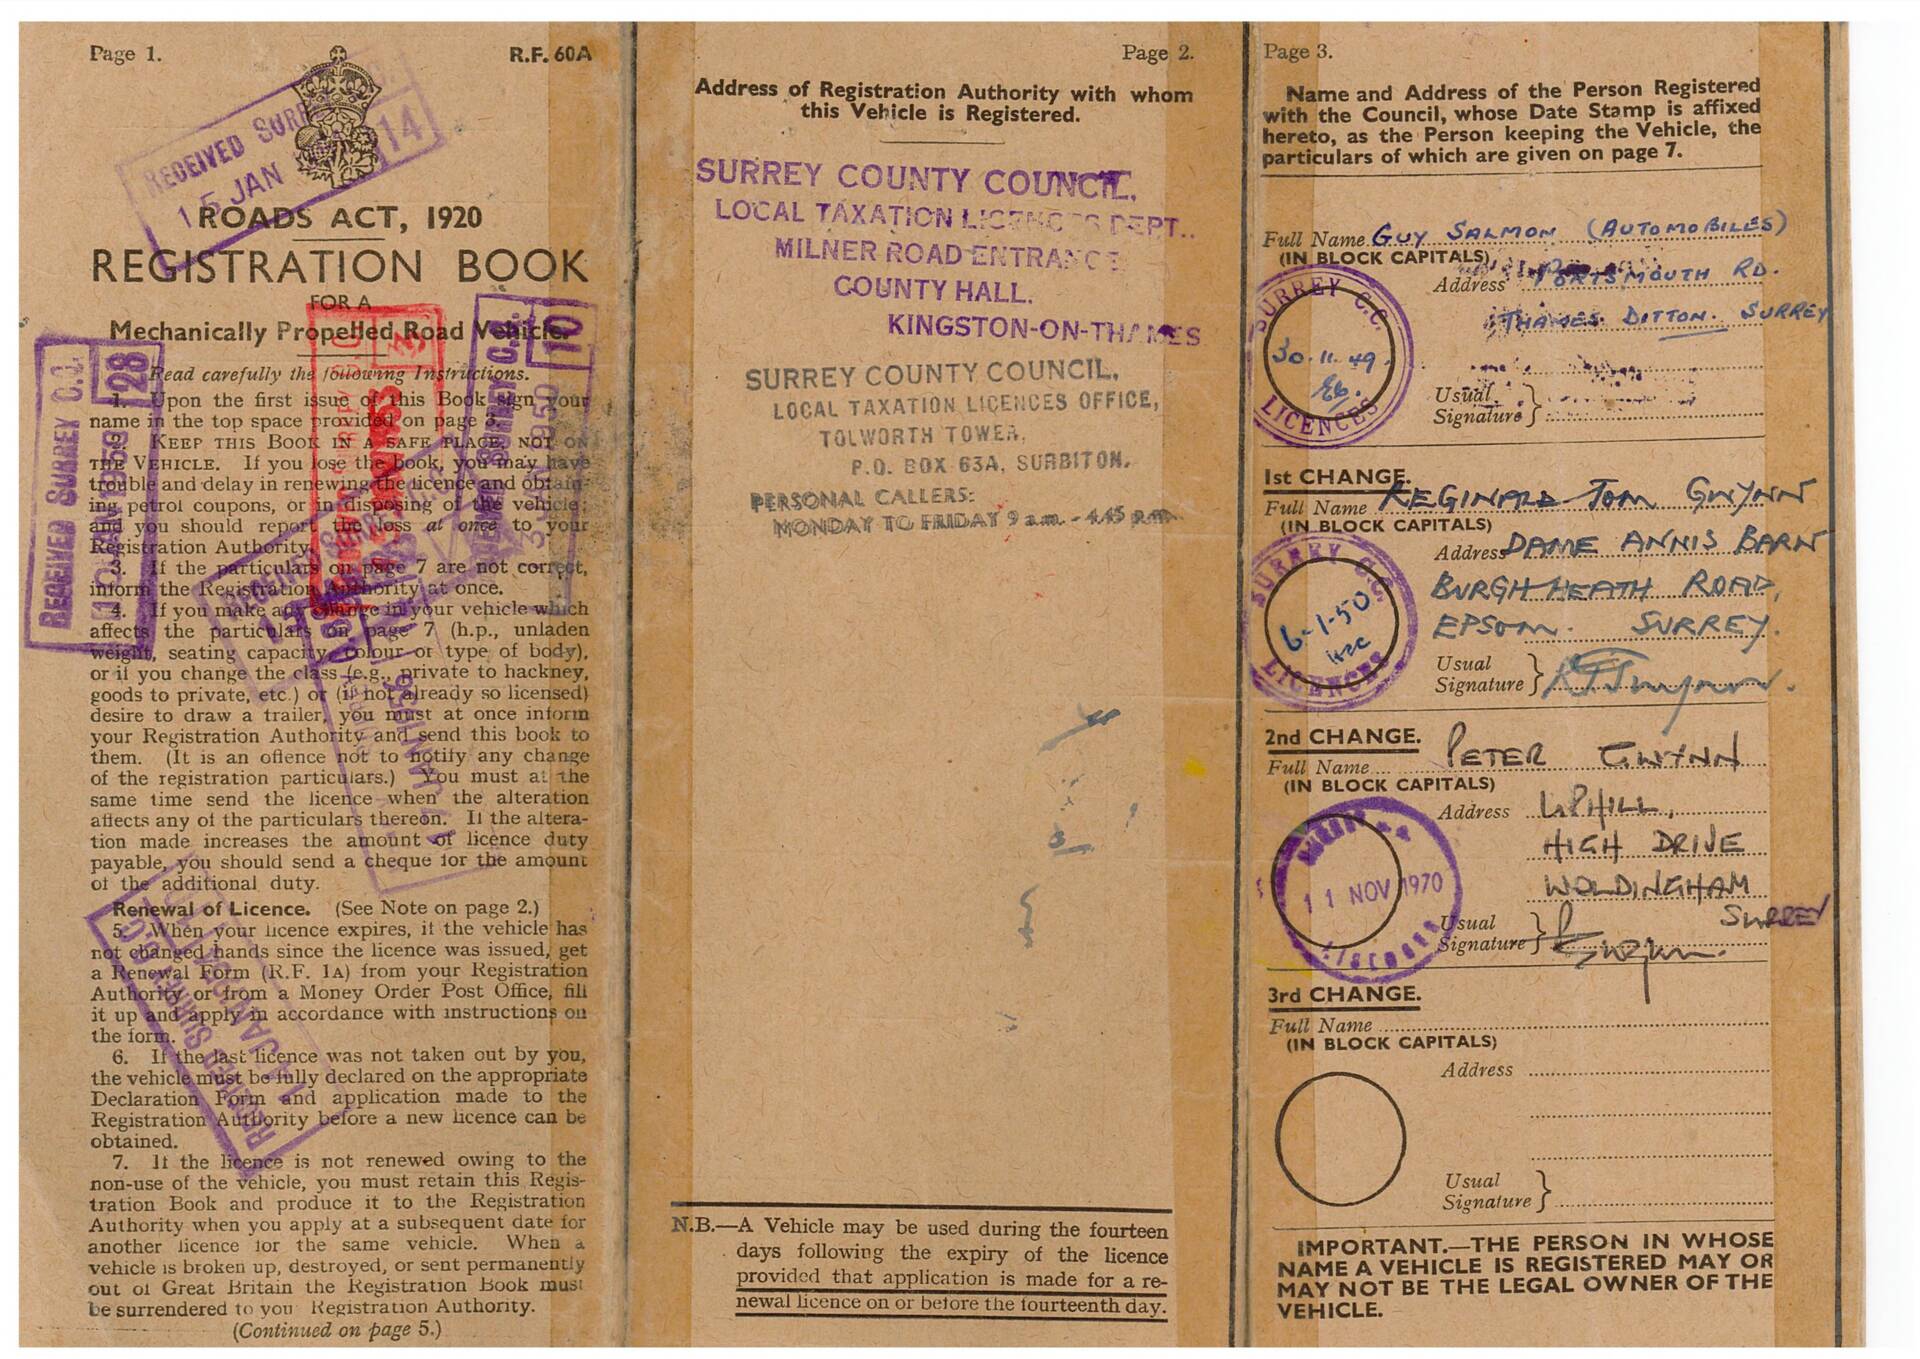 Page 1.
R.F. 60A
RECEIVED SURR
15 JAN
14
ROADS ACT, 1920
REGISTRATION BOOK
FOR A
Mechanically Propelled Road Vehicle.
Read carefully the following Instructions.
1. Upon the first issue of this Book sign your
name in the top space provided on page 3.
2. KEEP THIS BOOK IN A SAFE PLACE, NOT ON
THE VEHICLE. If you lose the book, you may have
trouble and delay in renewing the licence and obtain-
ing petrol coupons, or in disposing of the vehicle;
and you should report the loss at once to your
Registration Authority.
3. If the particulars on page 7 are not correct,
inform the Registration Authority at once.
4. If you make any change in your vehicle which
affects the particulars on page 7 (h.p., unladen
weight, seating capacity, colour or type of body),
or if you change the class (e.g., private to hackney,
goods to private, etc.) or (if not already so licensed)
desire to draw a trailer, you must at once inform
your Registration Authority and send this book to
them. (It is an offence not to notify any change
of the registration particulars.) You must at the
same time send the licence when the alteration
affects any of the particulars thereon. If the altera-
tion made increases the amount of licence duty
payable, you should send a cheque for the amount
of the additional duty.
Renewal of Licence. (See Note on page 2.)
5. When your licence expires, if the vehicle has
not changed hands since the licence was issued, get
a Renewal Form (R.F. 1A) from your Registration
Authority or from a Money Order Post Office, fill
it up and apply in accordance with instructions on
the form.
6. If the last licence was not taken out by you,
the vehicle must be fully declared on the appropriate
Declaration Form and application made to the
Registration Authority before a new licence can be
obtained.
7. If the licence is not renewed owing to the
non-use of the vehicle, you must retain this Regis-
tration Book and produce it to the Registration
Authority when you apply at a subsequent date for
another licence for the same vehicle. When a
vehicle is broken up, destroyed, or sent permanently
out of Great Britain the Registration Book must
be surrendered to you Registration Authority.
(Continued on page 5.)
RECEIVED SURREY C.C.
28
JAN 1959
3
10
1950
RECEIVED SURREY C.C.
14 JAN
Page 2.
Address of Registration Authority with whom
this Vehicle is Registered.
SURREY COUNTY COUNCIL,
LOCAL TAXATION LICENCES DEPT..
MILNER ROAD ENTRANCE
COUNTY HALL.
KINGSTON-ON-THAMES
SURREY COUNTY COUNCIL,
LOCAL TAXATION LICENCES OFFICE,
TOLWORTH TOWER,
P.O. BOX 63A, SURBITON.
PERSONAL CALLERS:
MONDAY TO FRIDAY 9 a.m. - 4.45 p.m.
N.B.—A Vehicle may be used during the fourteen
days following the expiry of the licence
provided that application is made for a re-
newal licence on or before the fourteenth day.
Page 3.
Name and Address of the Person Registered
with the Council, whose Date Stamp is affixed
hereto, as the Person keeping the Vehicle, the
particulars of which are given on page 7.
Full Name GUY SALMON (AUTOMOBILES)
(IN BLOCK CAPITALS)
Address PORTSMOUTH RD.
THAMES DITTON. SURREY
SURREY C.C.
30.11.49.
LICENCES
Usual
Signature
1st CHANGE.
Full Name REGINALD TOM GWYNN
(IN BLOCK CAPITALS)
Address DAME ANNIS BARN
BURGH HEATH ROAD,
EPSOM. SURREY.
SURREY C.C.
6-1-50
LICENCES
Usual
Signature RTGwynn.
2nd CHANGE.
Full Name PETER GWYNN
(IN BLOCK CAPITALS)
Address UPHILL,
HIGH DRIVE
WOLDINGHAM
SURREY
11 NOV 1970
Usual
Signature P Gwynn.
3rd CHANGE.
Full Name
(IN BLOCK CAPITALS)
Address
Usual
Signature
IMPORTANT.—THE PERSON IN WHOSE
NAME A VEHICLE IS REGISTERED MAY OR
MAY NOT BE THE LEGAL OWNER OF THE
VEHICLE.